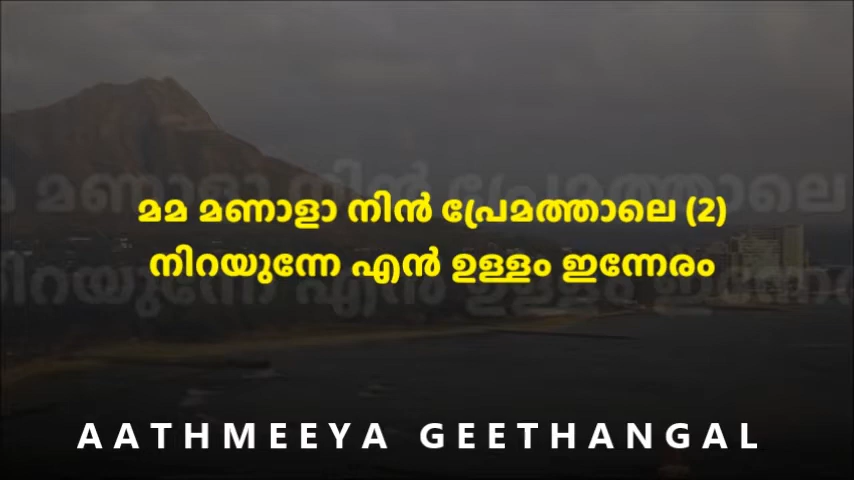 മമ മണാളാ നിൻ പ്രേമത്താലെ (2)
നിറയുന്നേ എൻ ഉള്ളം ഇന്നേരം
AATHMEEYA GEETHANGAL